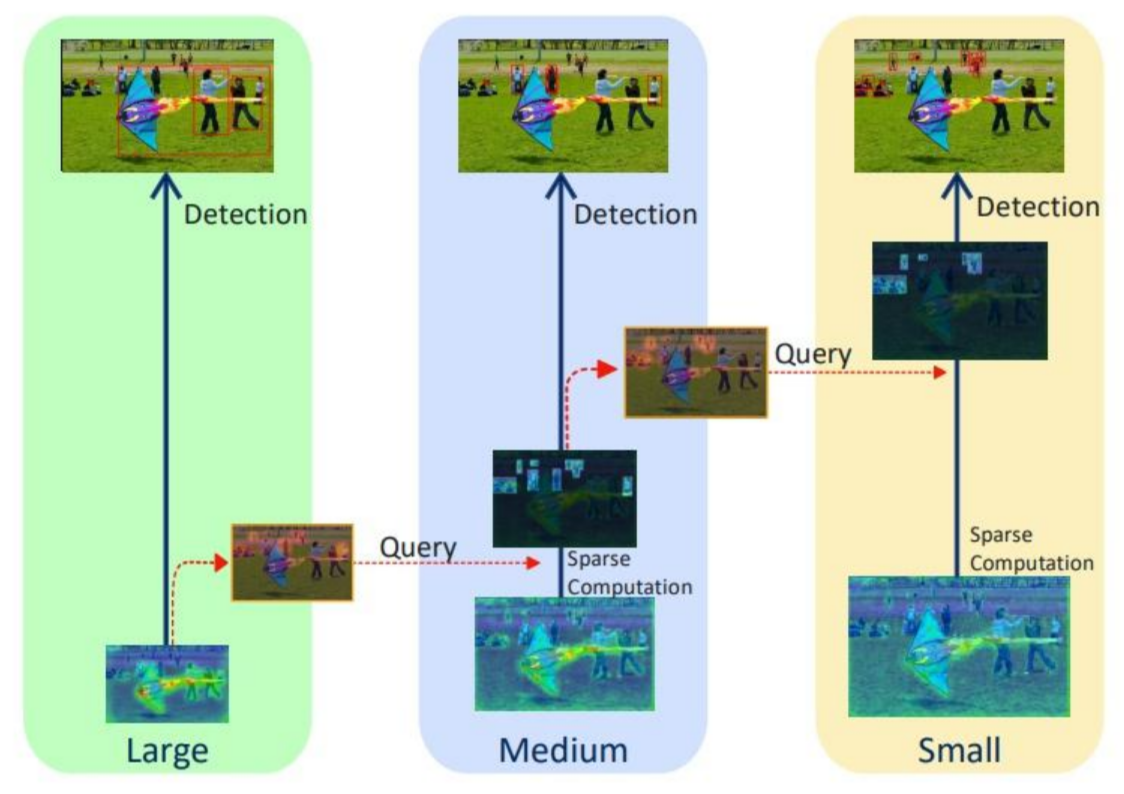 Detection
Detection
Detection
Query
Query
Sparse
Computation
Sparse
Computation
Large
Medium
Small